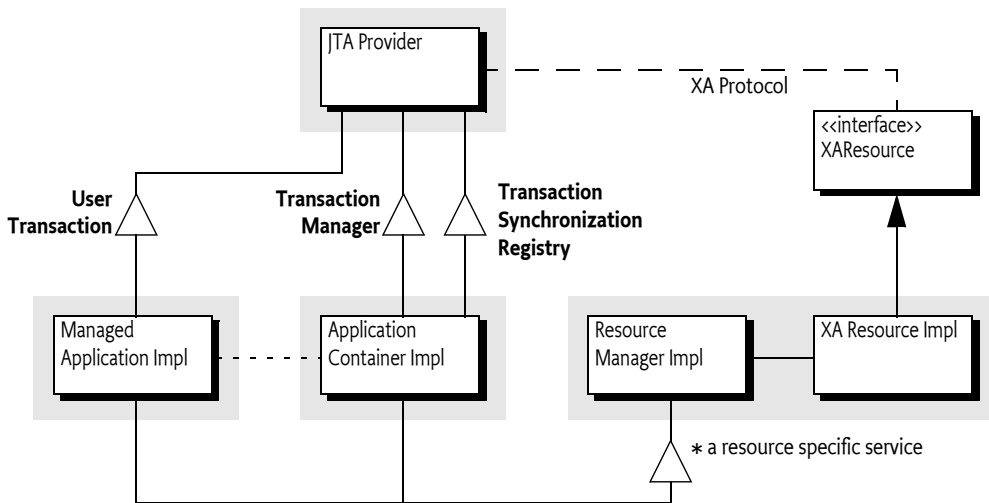 JTA Provider
XA Protocol
<<interface>>
XAResource
User
Transaction
Transaction
Manager
Transaction
Synchronization
Registry
Managed
Application Impl
Application
Container Impl
Resource
Manager Impl
XA Resource Impl
* a resource specific service